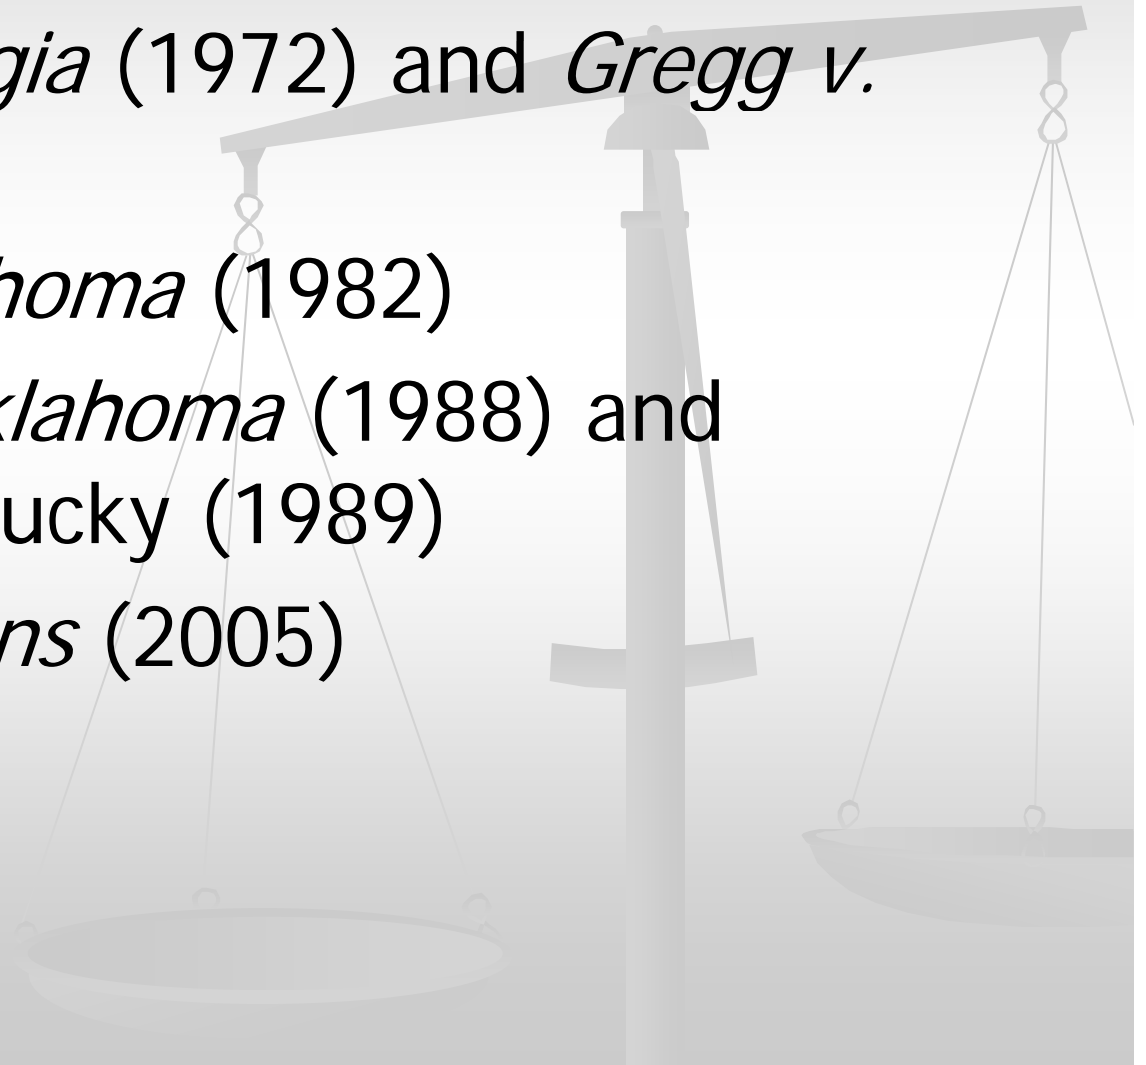 gia (1972) and Gregg v.
homa (1982)
klahoma (1988) and
ucky (1989)
ns (2005)